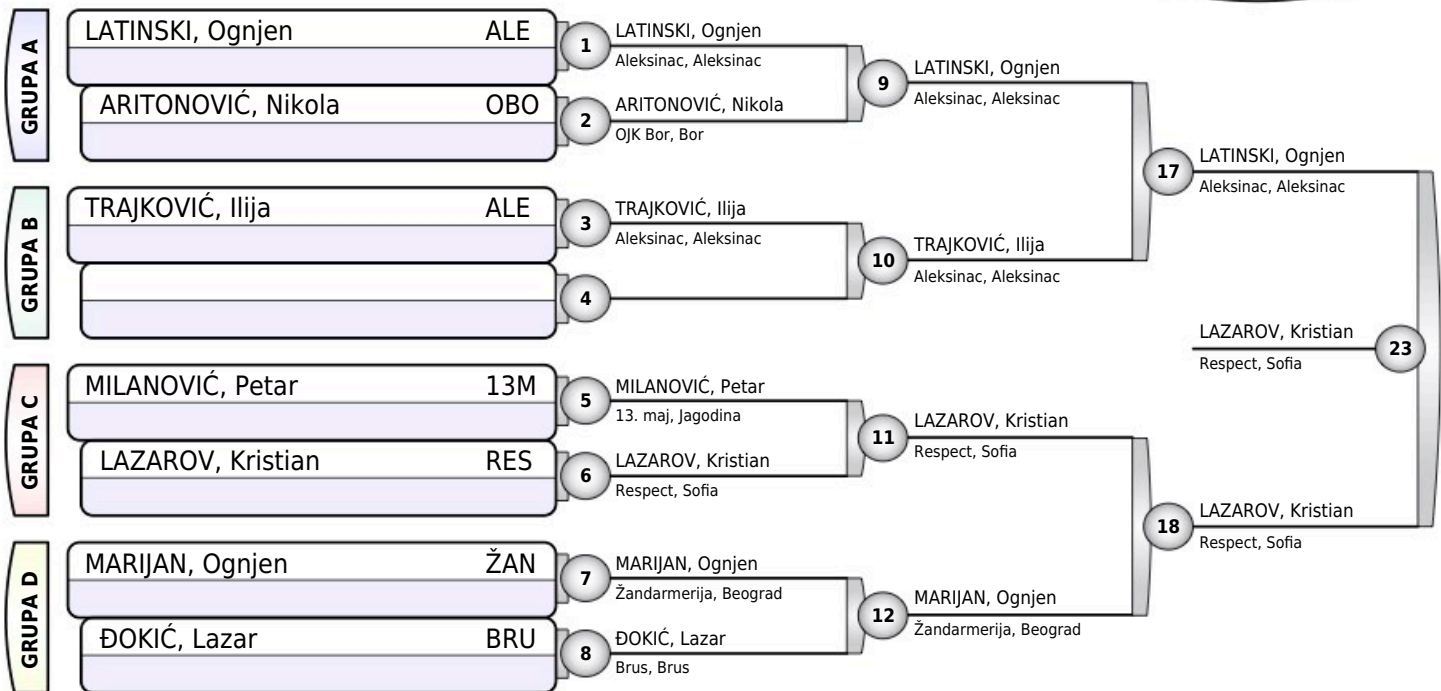 GRUPA A
LATINSKI, Ognjen ALE
ARITONOVIĆ, Nikola OBO
1
LATINSKI, Ognjen
Aleksinac, Aleksinac
2
ARITONOVIĆ, Nikola
OJK Bor, Bor
9
LATINSKI, Ognjen
Aleksinac, Aleksinac
GRUPA B
TRAJKOVIĆ, Ilija ALE
3
TRAJKOVIĆ, Ilija
Aleksinac, Aleksinac
4
10
TRAJKOVIĆ, Ilija
Aleksinac, Aleksinac
17
LATINSKI, Ognjen
Aleksinac, Aleksinac
GRUPA C
MILANOVIĆ, Petar 13M
LAZAROV, Kristian RES
5
MILANOVIĆ, Petar
13. maj, Jagodina
6
LAZAROV, Kristian
Respect, Sofia
11
LAZAROV, Kristian
Respect, Sofia
GRUPA D
MARIJAN, Ognjen ŽAN
ĐOKIĆ, Lazar BRU
7
MARIJAN, Ognjen
Žandarmerija, Beograd
8
ĐOKIĆ, Lazar
Brus, Brus
12
MARIJAN, Ognjen
Žandarmerija, Beograd
18
LAZAROV, Kristian
Respect, Sofia
LAZAROV, Kristian
Respect, Sofia
23